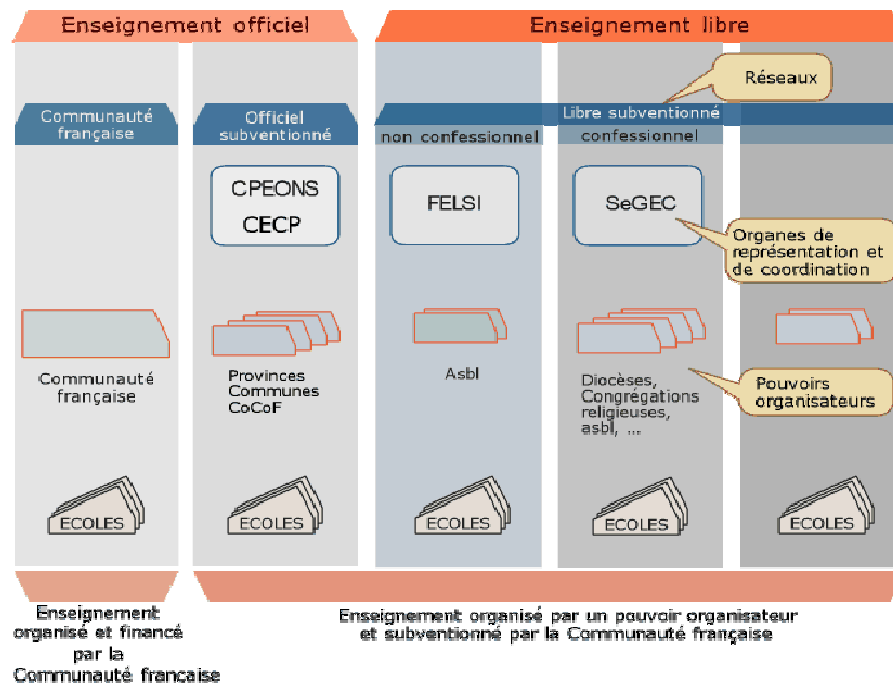 Enseignement officiel
Enseignement libre
Réseaux
Communauté
française
Officiel
subventionné
Libre subventionné
non confessionnel
confessionnel
CPEONS
CECP
FELSI
SeGEC
Organes de
représentation et
de coordination
Communauté
française
Provinces
Communes
CoCoF
Asbl
Diocèses,
Congrégations
religieuses,
asbl, ...
Pouvoirs
organisateurs
ECOLES
ECOLES
ECOLES
ECOLES
ECOLES
Enseignement
organisé et financé
par la
Communauté française
Enseignement organisé par un pouvoir organisateur
et subventionné par la Communauté française